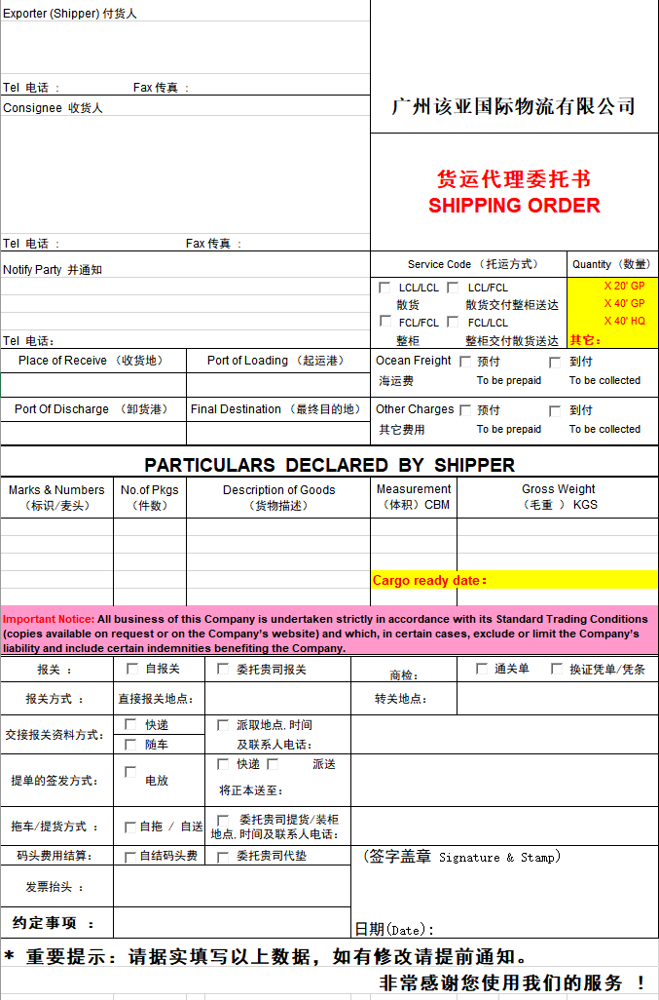 Exporter (Shipper) 付货人
Tel 电话 : Fax 传真 :
广州该亚国际物流有限公司
Consignee 收货人
货运代理委托书
SHIPPING ORDER
Tel 电话 : Fax 传真 :
Notify Party 并通知
Tel 电话:
Service Code （托运方式） Quantity （数量）
LCL/LCL LCL/FCL X 20' GP
散货 散货交付整柜送达 X 40' GP
FCL/FCL FCL/LCL X 40' HQ
整柜 整柜交付散货送达 其它:
Place of Receive （收货地） Port of Loading （起运港） Ocean Freight 预付 到付
海运费 To be prepaid To be collected
Port Of Discharge （卸货港） Final Destination （最终目的地） Other Charges 预付 到付
其它费用 To be prepaid To be collected
PARTICULARS DECLARED BY SHIPPER
Marks & Numbers No.of Pkgs Description of Goods Measurement Gross Weight
（标识/麦头） （件数） （货物描述） （体积）CBM （毛重 ） KGS
Cargo ready date:
Important Notice: All business of this Company is undertaken strictly in accordance with its Standard Trading Conditions
(copies available on request or on the Company's website) and which, in certain cases, exclude or limit the Company's
liability and include certain indemnities benefiting the Company.
报关 : 自报关 委托贵司报关 商检: 通关单 换证凭单/凭条
报关方式 : 直接报关地点: 转关地点:
交接报关资料方式: 快递 派取地点,时间
随车 及联系人电话:
提单的签发方式: 电放 快递 派送
将正本送至:
拖车/提货方式 : 自拖 / 自送 委托贵司提货/装柜
地点,时间及联系人电话:
码头费用结算: 自结码头费 委托贵司代垫 （签字盖章 Signature & Stamp）
发票抬头 :
约定事项 : 日期(Date):
* 重要提示: 请据实填写以上数据, 如有修改请提前通知。
非常感谢您使用我们的服务 !